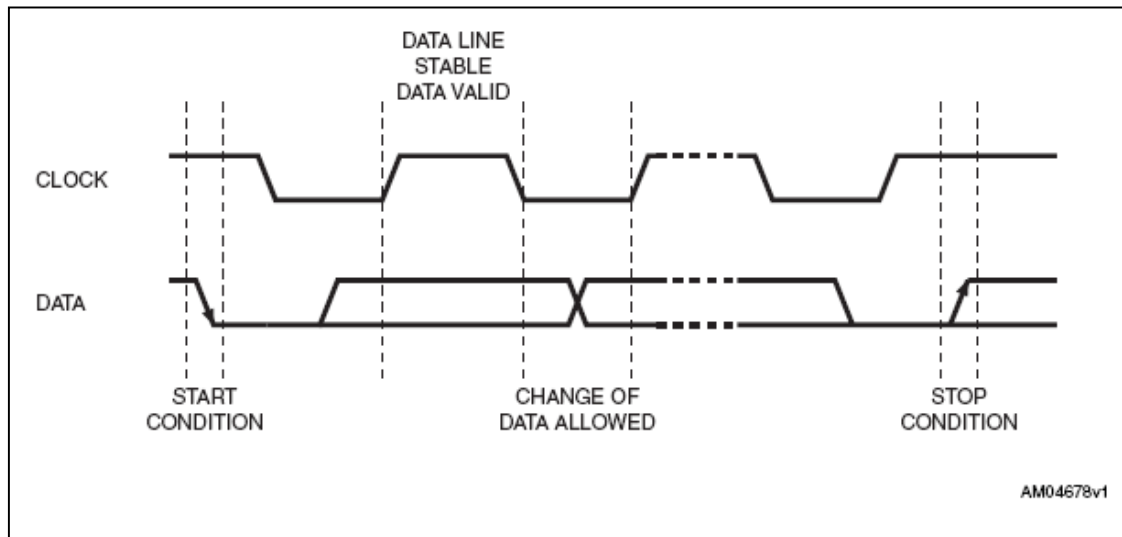 DATA LINE
STABLE
DATA VALID
CLOCK
DATA
START
CONDITION
CHANGE OF
DATA ALLOWED
STOP
CONDITION
AM04678v1